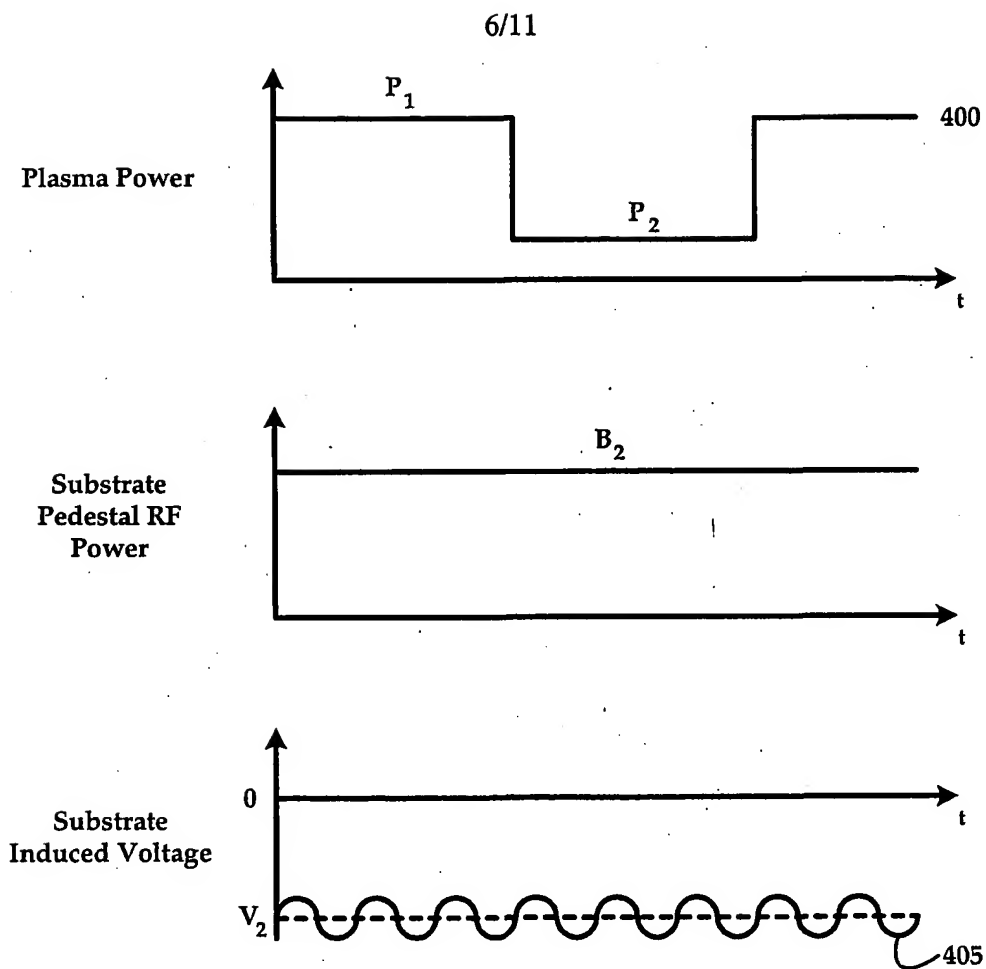 6/11
P1
400
Plasma Power
P2
t
B2
Substrate
Pedestal RF
Power
t
0
t
Substrate
Induced Voltage
V2
405